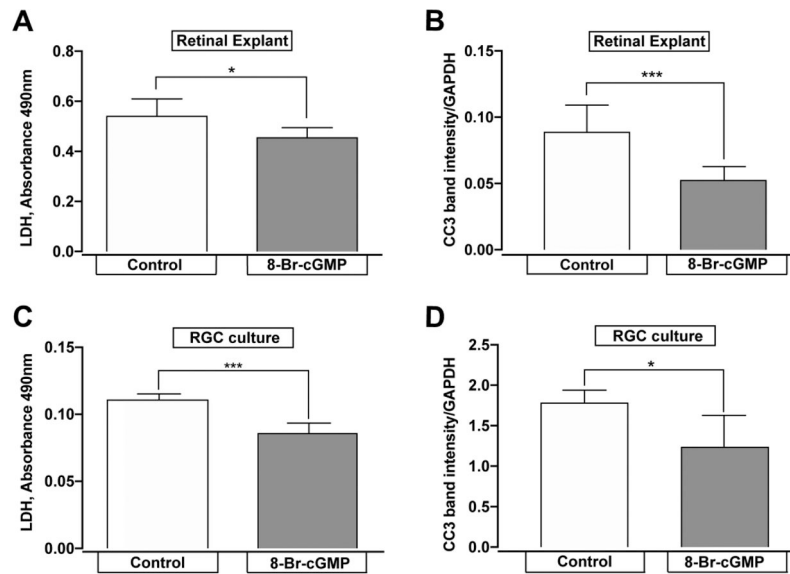 A
Retinal Explant
LDH, Absorbance 490nm
0.8
0.6
0.4
0.2
0.0
*
Control
8-Br-cGMP
B
Retinal Explant
CC3 band intensity/GAPDH
0.15
0.10
0.05
0.00
***
Control
8-Br-cGMP
C
RGC culture
LDH, Absorbance 490nm
0.15
0.10
0.05
0.00
***
Control
8-Br-cGMP
D
RGC culture
CC3 band intensity/GAPDH
2.5
2.0
1.5
1.0
0.5
0.0
*
Control
8-Br-cGMP